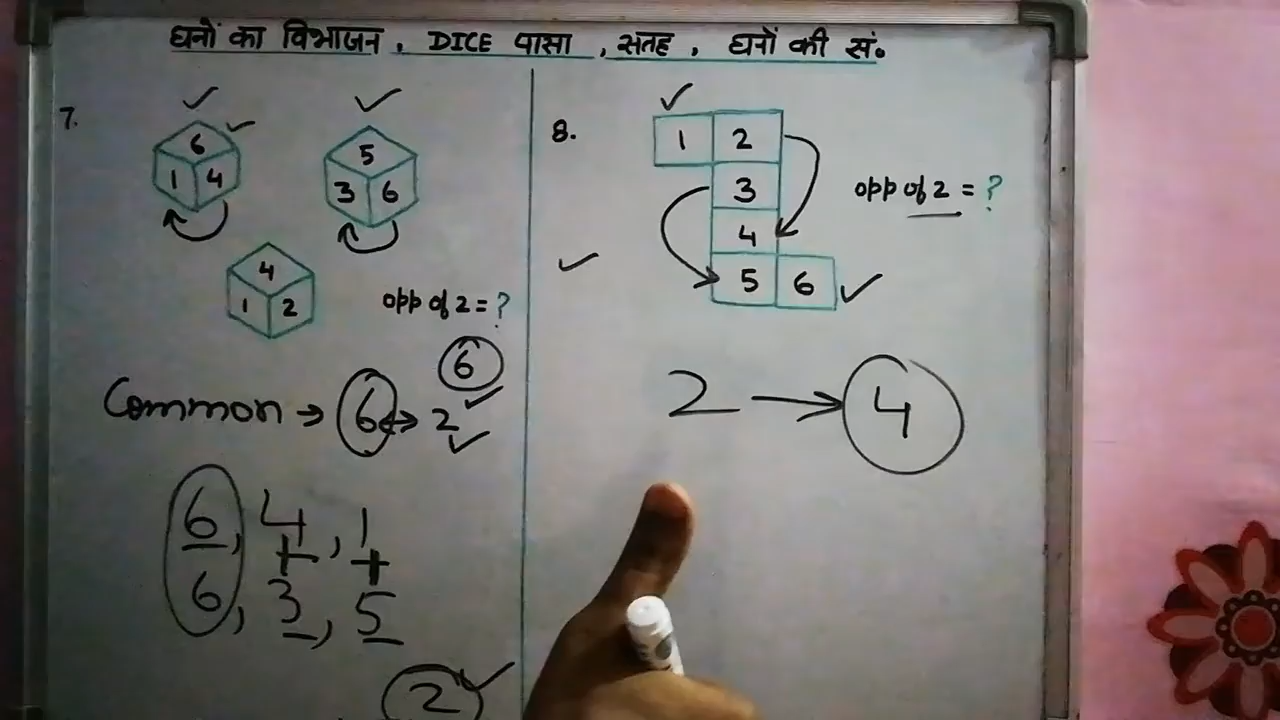 घनों का विभाजन, DICE पासा, सतह, घनों की सं.
7.
6
1 4
5
3 6
4
1 2
opp of 2 = ?
6
Common → 6 ↔ 2
6, 4, 1
6, 3, 5
2
8.
1 2
3
4
5 6
opp of 2 = ?
2 → 4